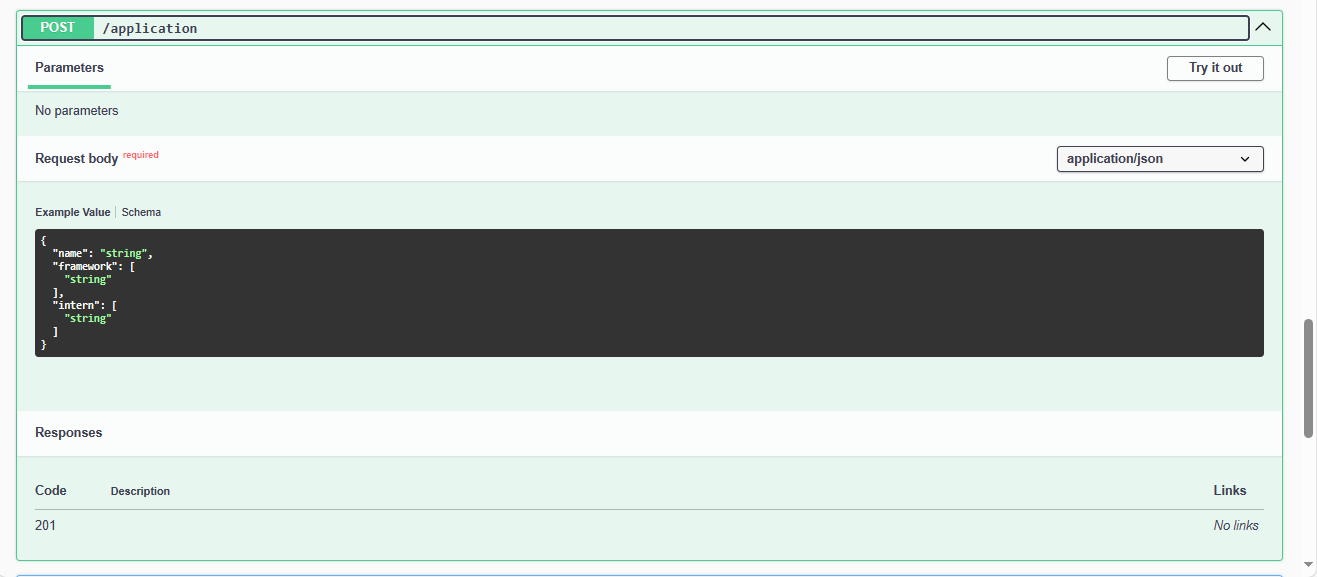 POST /application
Parameters
Try it out
No parameters
Request body required
application/json
Example Value
Schema
{
  "name": "string",
  "framework": [
    "string"
  ],
  "intern": [
    "string"
  ]
}
Responses
Code Description Links
201 No links